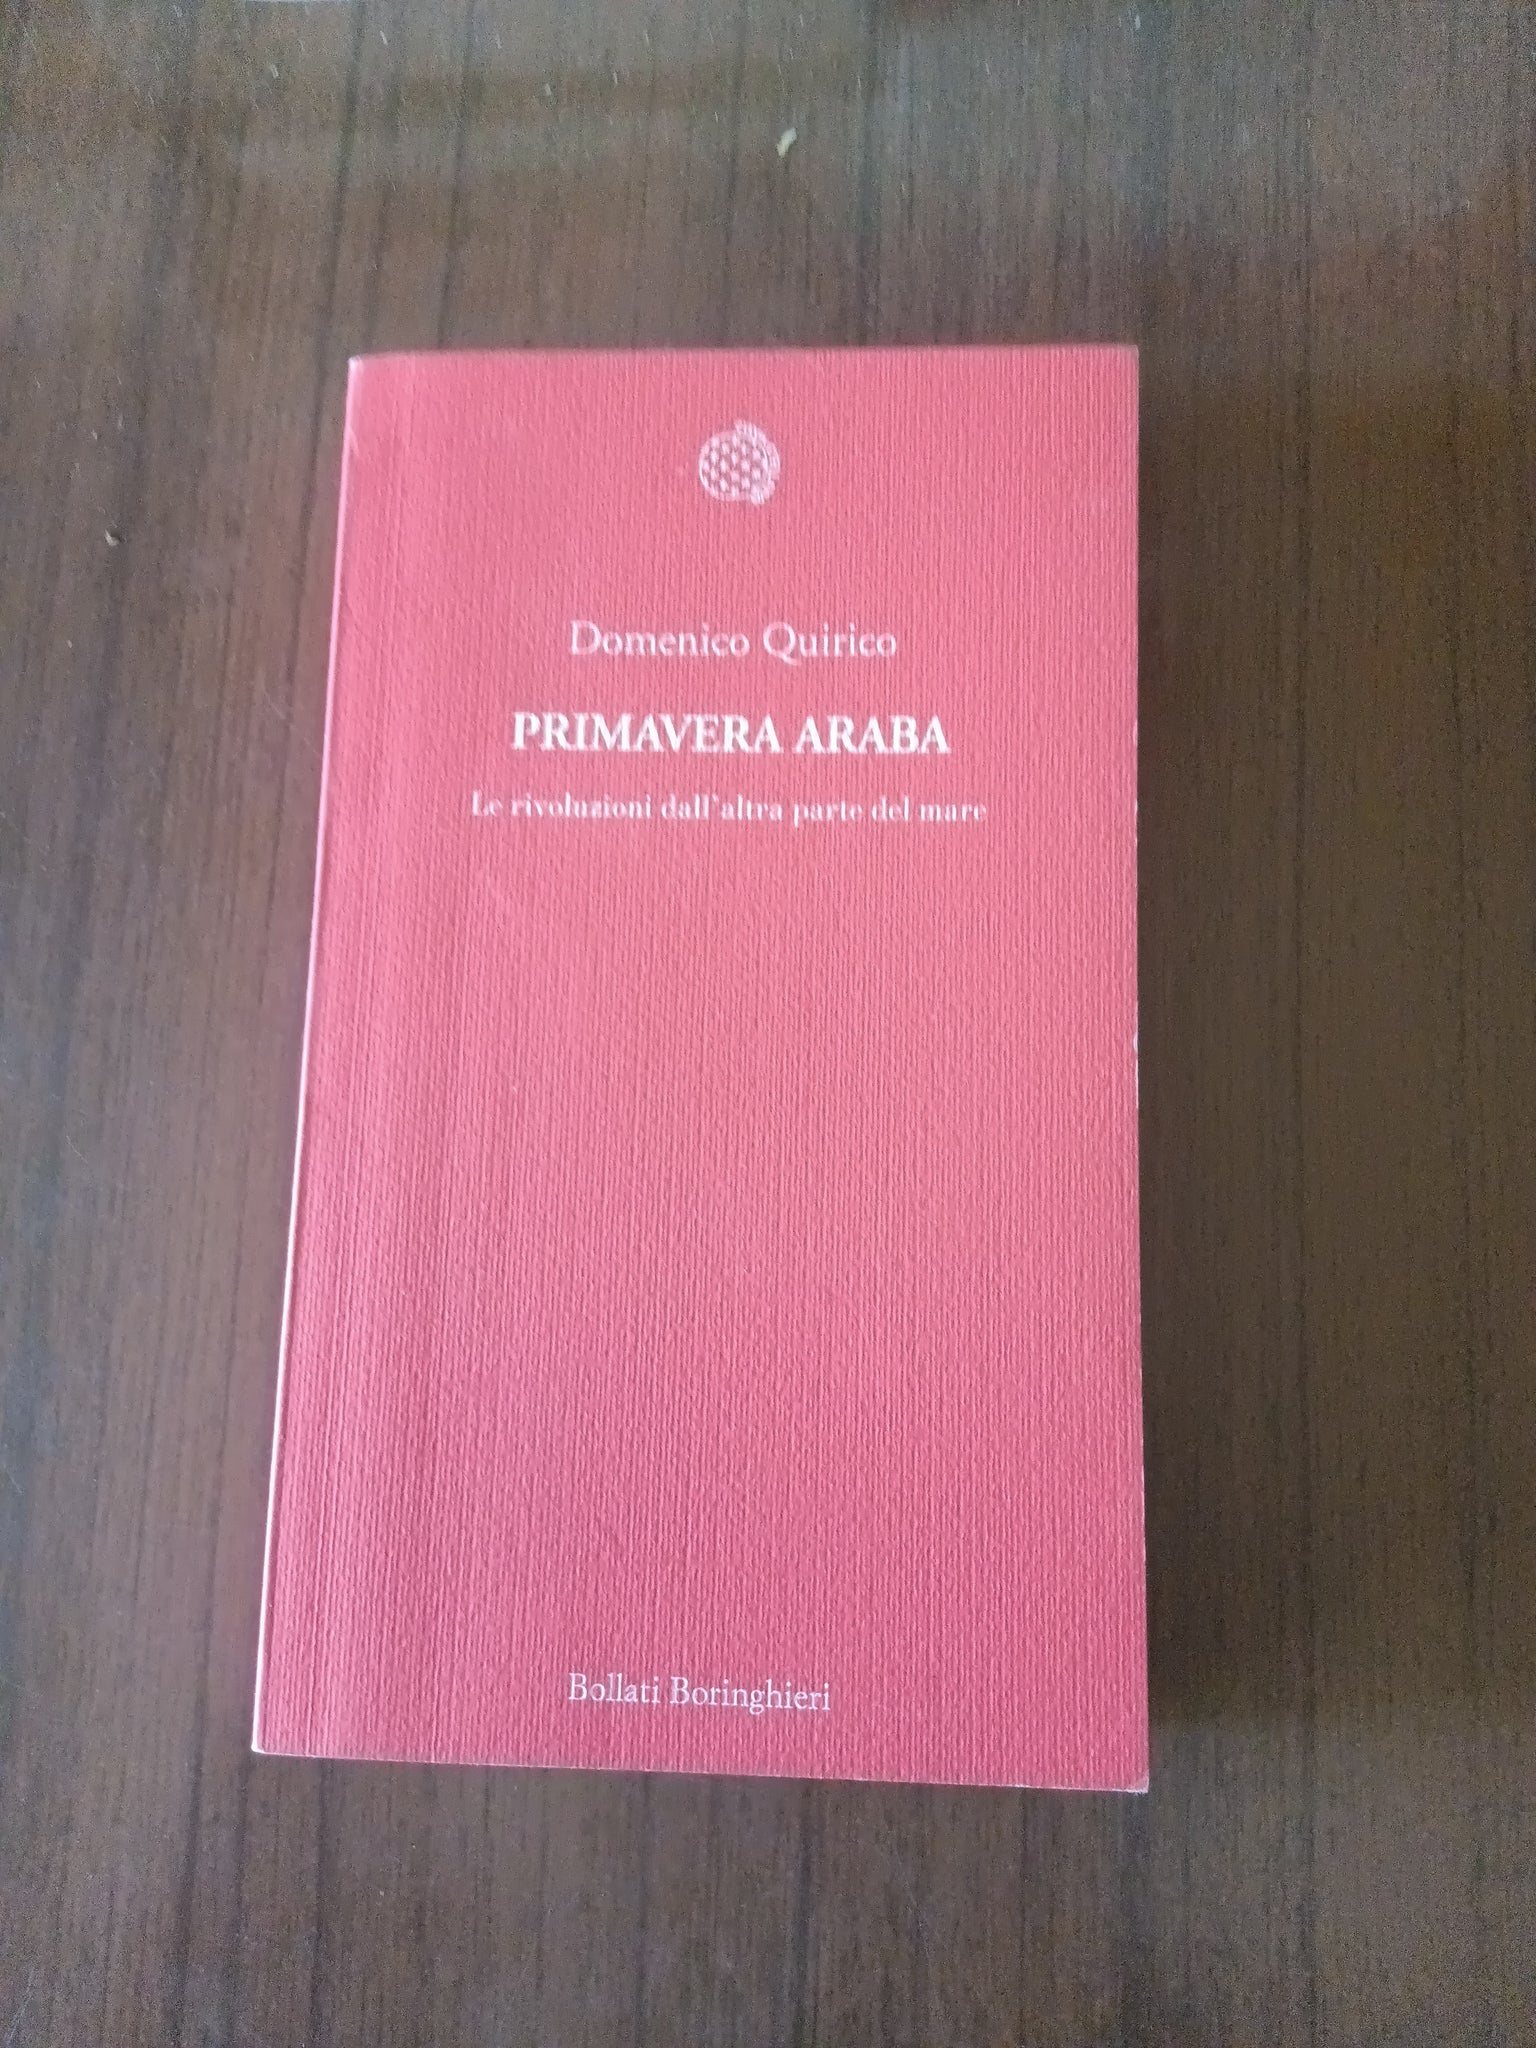 Domenico Quirico
PRIMAVERA ARABA
Le rivoluzioni dall'altra parte del mare
Bollati Boringhieri